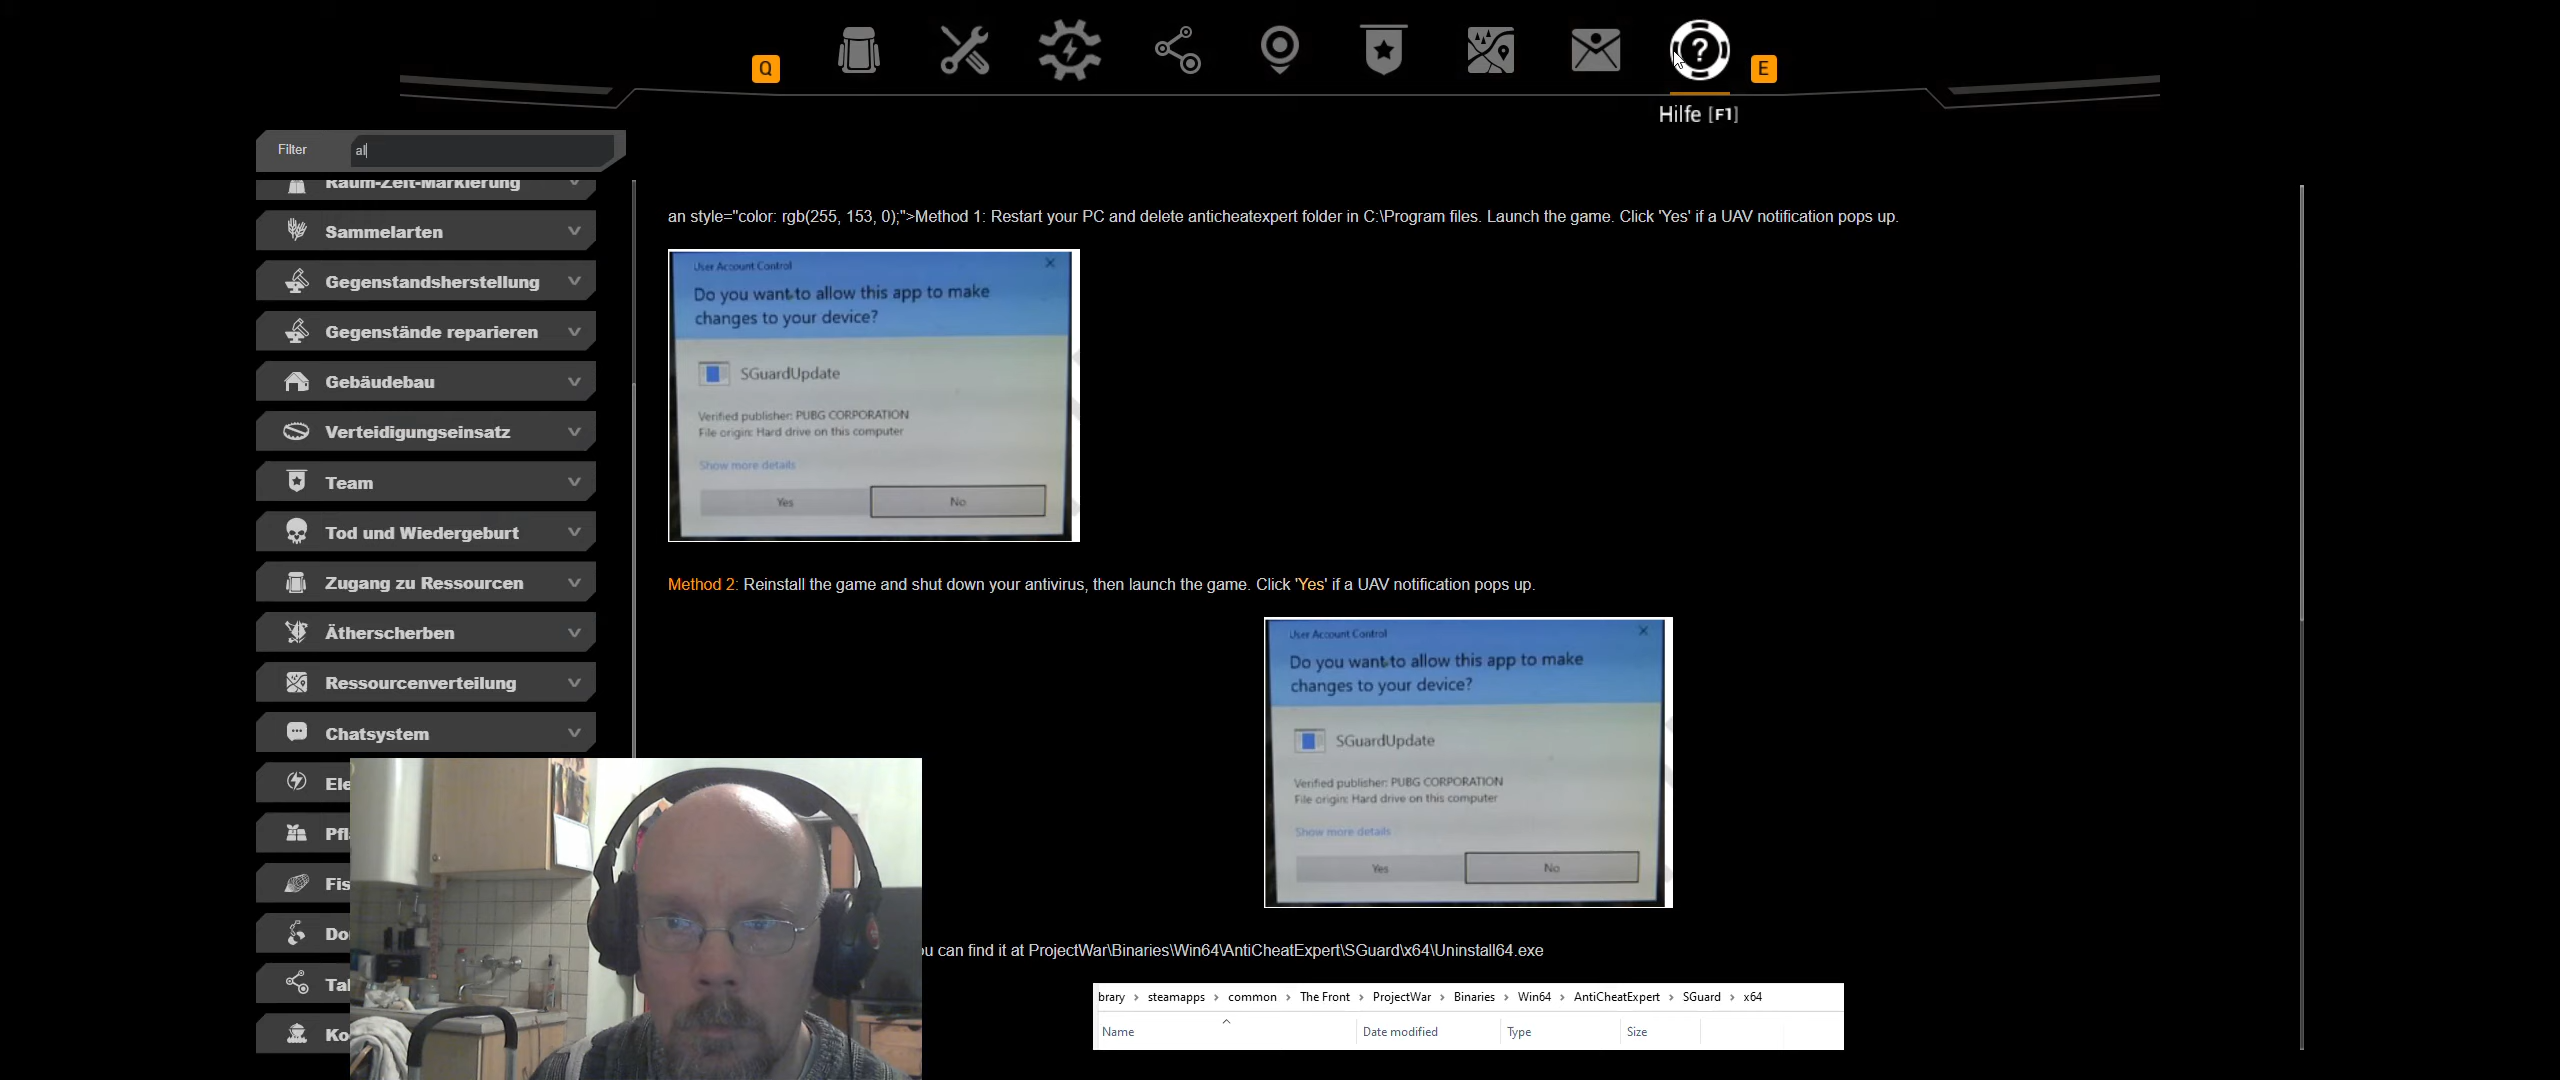 Q
E
Hilfe [F1]
Filter
al
Raum-Zeit-Markierung
Sammelarten
Gegenstandsherstellung
Gegenstände reparieren
Gebäudebau
Verteidigungseinsatz
Team
Tod und Wiedergeburt
Zugang zu Ressourcen
Ätherscherben
Ressourcenverteilung
Chatsystem
Ele
Pfl
Fis
Do
Tal
Ko
an style="color: rgb(255, 153, 0);">Method 1: Restart your PC and delete anticheatexpert folder in C:\Program files. Launch the game. Click 'Yes' if a UAV notification pops up.
User Account Control
Do you want to allow this app to make
changes to your device?
SGuardUpdate
Verified publisher: PUBG CORPORATION
File origin: Hard drive on this computer
Show more details
Yes
No
Method 2: Reinstall the game and shut down your antivirus, then launch the game. Click 'Yes' if a UAV notification pops up.
User Account Control
Do you want to allow this app to make
changes to your device?
SGuardUpdate
Verified publisher: PUBG CORPORATION
File origin: Hard drive on this computer
Show more details
Yes
No
ou can find it at ProjectWar\Binaries\Win64\AntiCheatExpert\SGuard\x64\Uninstall64.exe
brary > steamapps > common > The Front > ProjectWar > Binaries > Win64 > AntiCheatExpert > SGuard > x64
Name Date modified Type Size